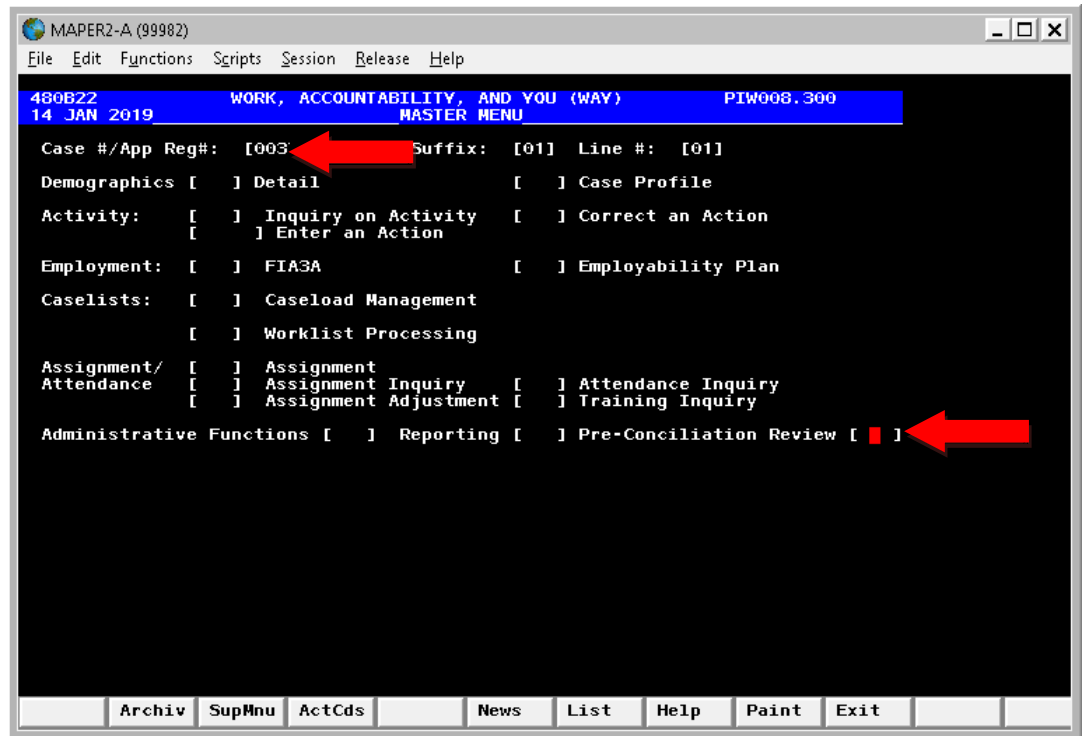 MAPER2-A (99982)
File Edit Functions Scripts Session Release Help
480B22 WORK, ACCOUNTABILITY, AND YOU (WAY) PIW008.300
14 JAN 2019 MASTER MENU
Case #/App Reg#: [003 Suffix: [01] Line #: [01]
Demographics [ ] Detail [ ] Case Profile
Activity: [ ] Inquiry on Activity [ ] Correct an Action
[ ] Enter an Action
Employment: [ ] FIA3A [ ] Employability Plan
Caselists: [ ] Caseload Management
[ ] Worklist Processing
Assignment/ [ ] Assignment
Attendance [ ] Assignment Inquiry [ ] Attendance Inquiry
[ ] Assignment Adjustment [ ] Training Inquiry
Administrative Functions [ ] Reporting [ ] Pre-Conciliation Review [ ]
Archiv SupMnu ActCds News List Help Paint Exit